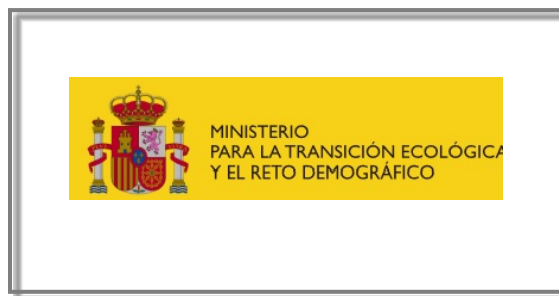 MINISTERIO
PARA LA TRANSICIÓN ECOLÓGICA
Y EL RETO DEMOGRÁFICO